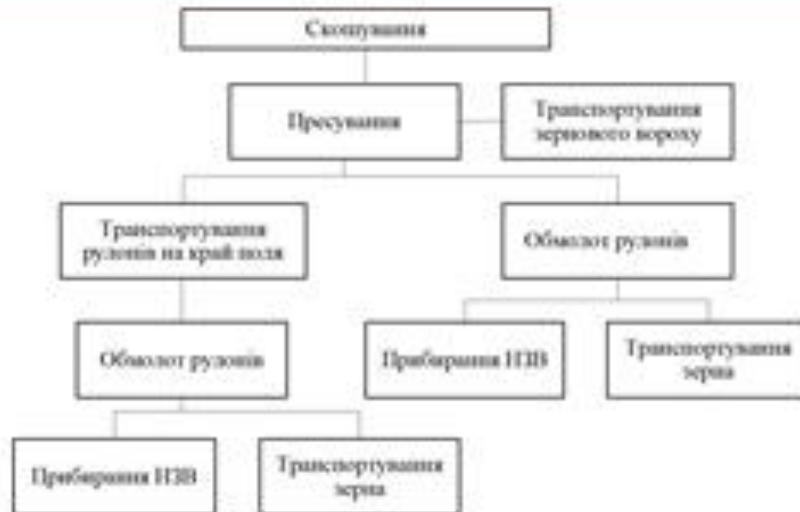 Скошування
Пресування
Транспортування
зернового вороху
Транспортування
рулонів на край поля
Обмолот рулонів
Обмолот рулонів
Прибирання НЗВ
Транспортування
зерна
Прибирання НЗВ
Транспортування
зерна